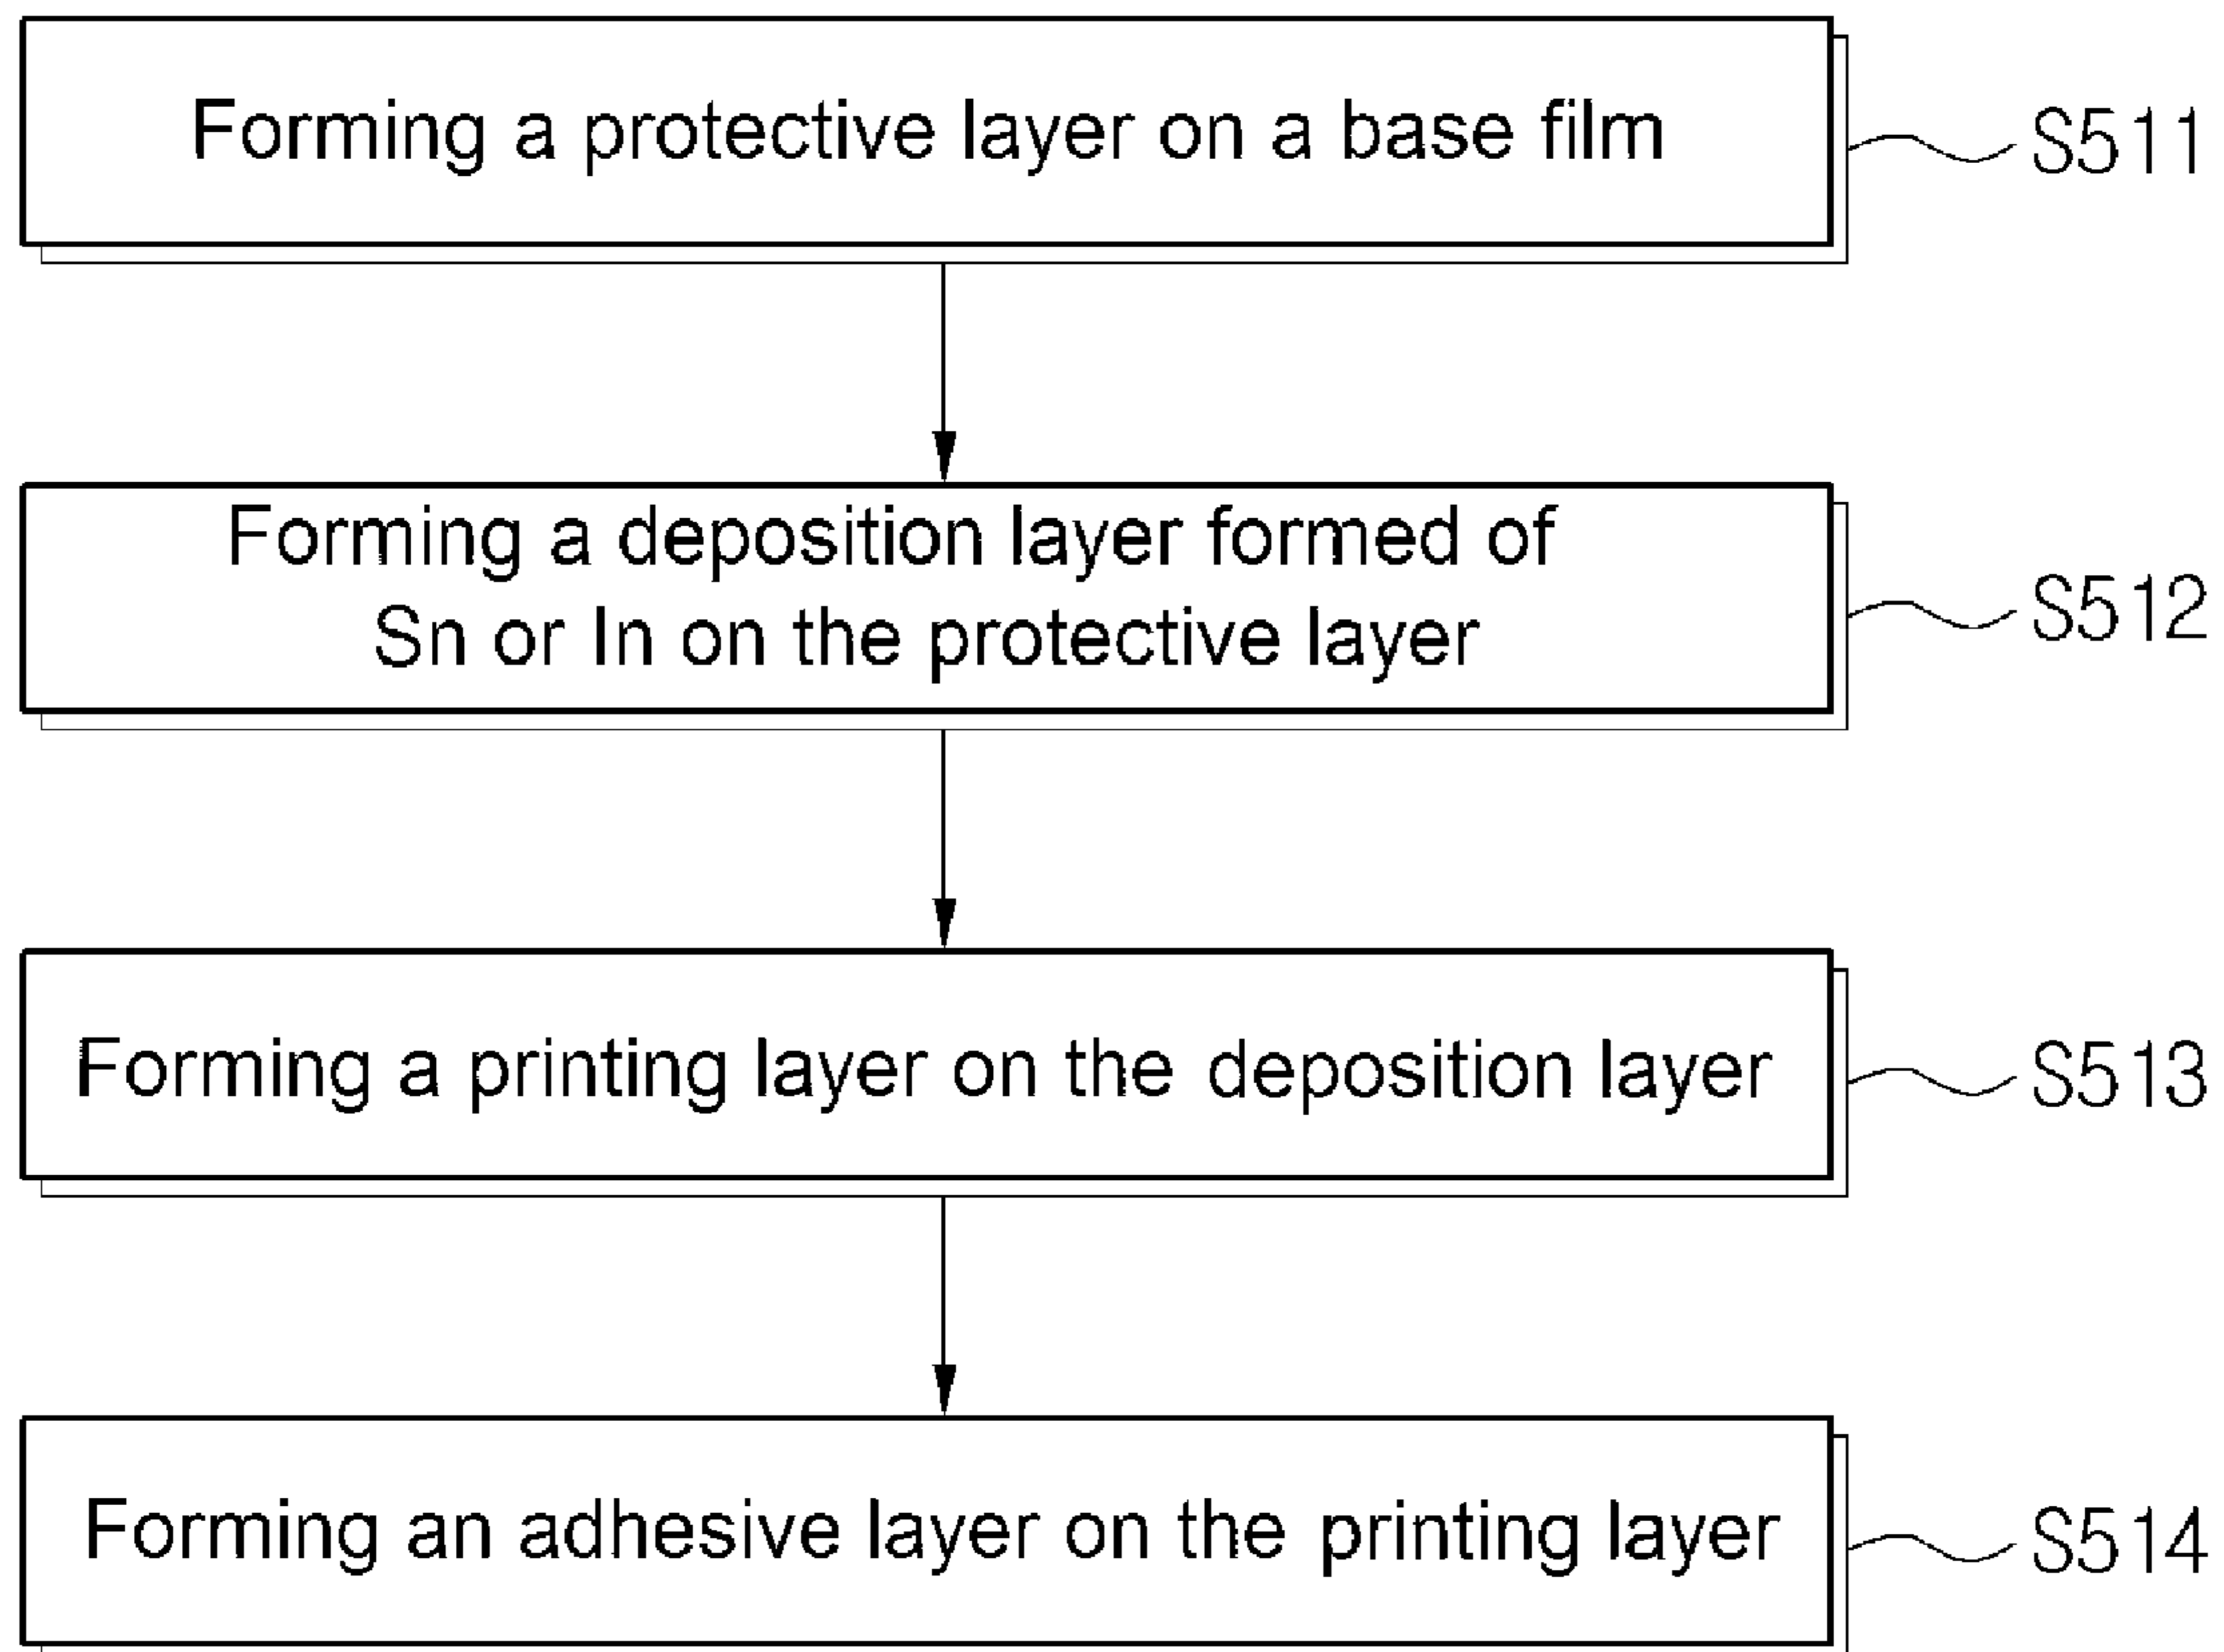 Forming a protective layer on a base film
S511
Forming a deposition layer formed of
Sn or In on the protective layer
S512
Forming a printing layer on the deposition layer
S513
Forming an adhesive layer on the printing layer
S514